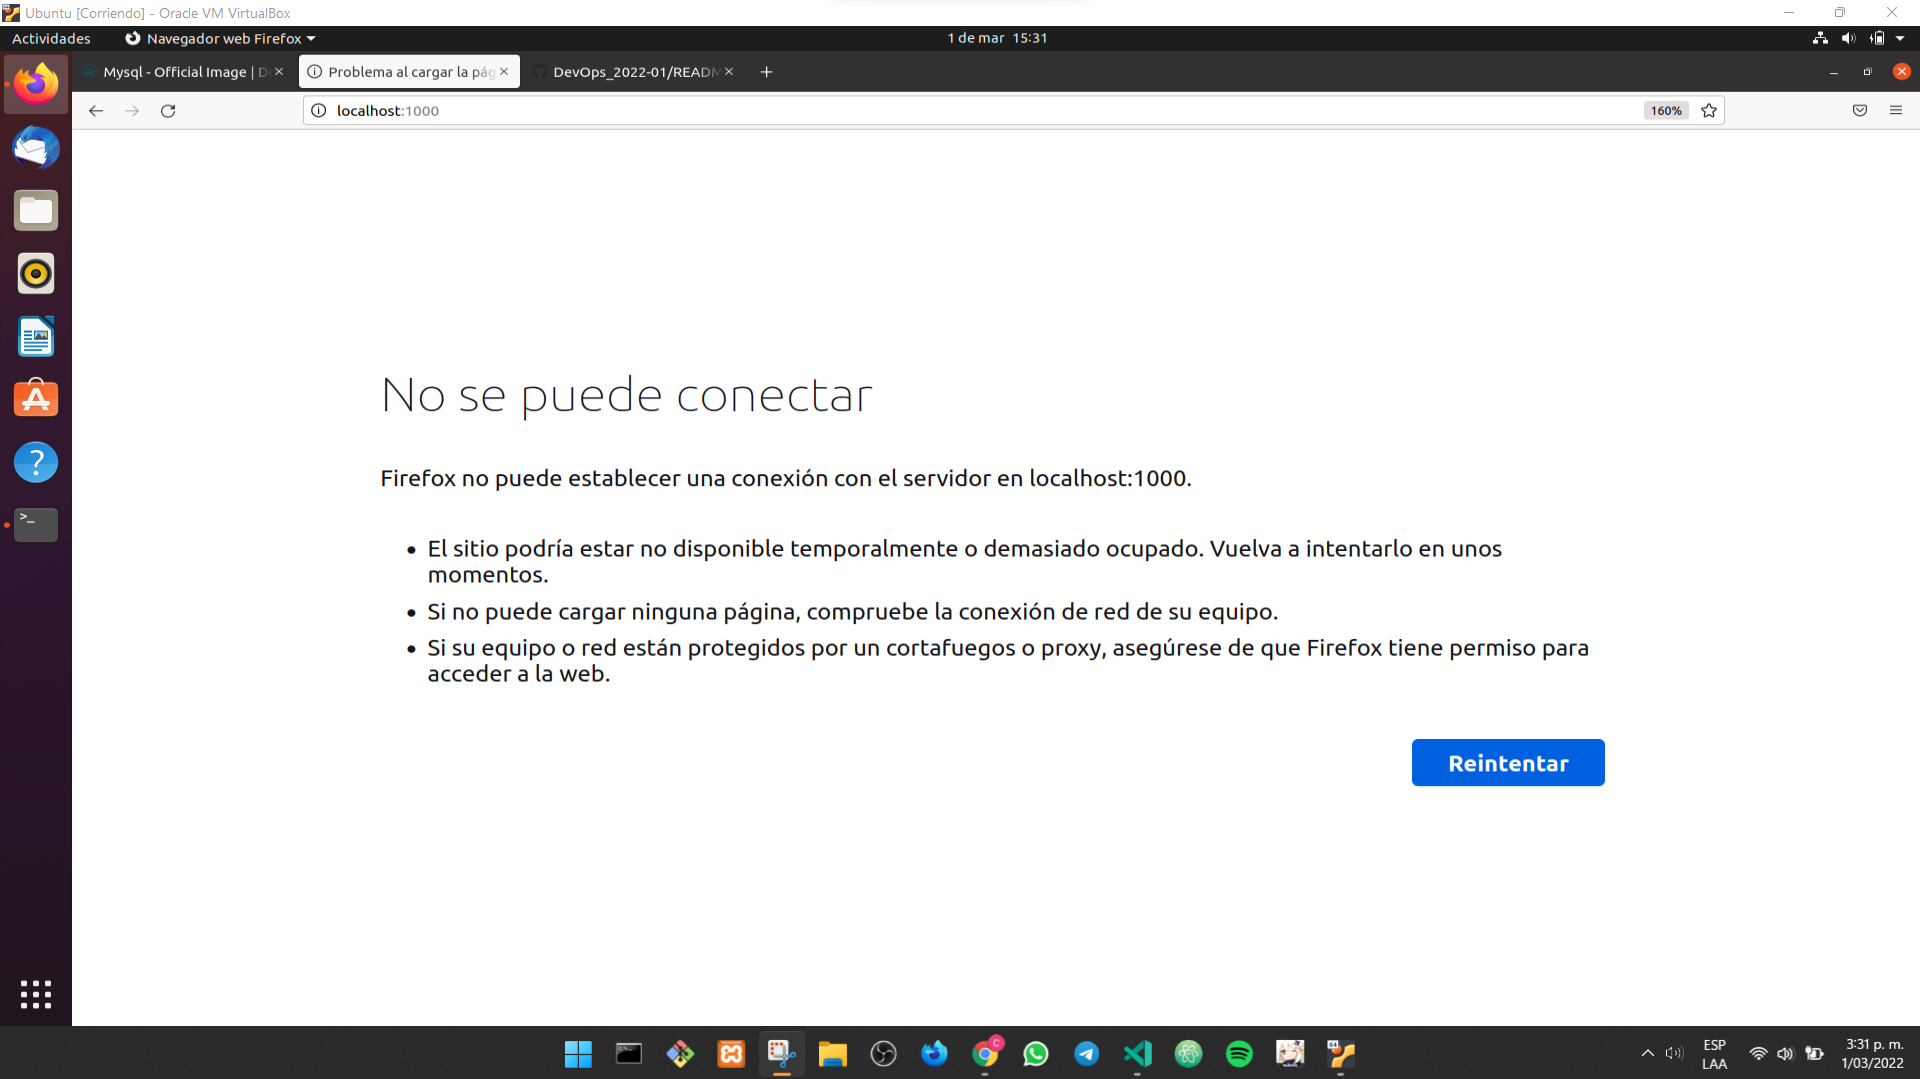 Ubuntu [Corriendo] - Oracle VM VirtualBox
Actividades
Navegador web Firefox
1 de mar 15:31
Mysql - Official Image | D
Problema al cargar la pág
DevOps_2022-01/READM
localhost:1000
160%
No se puede conectar
Firefox no puede establecer una conexión con el servidor en localhost:1000.
El sitio podría estar no disponible temporalmente o demasiado ocupado. Vuelva a intentarlo en unos
momentos.
Si no puede cargar ninguna página, compruebe la conexión de red de su equipo.
Si su equipo o red están protegidos por un cortafuegos o proxy, asegúrese de que Firefox tiene permiso para
acceder a la web.
Reintentar
ESP
LAA
3:31 p. m.
1/03/2022